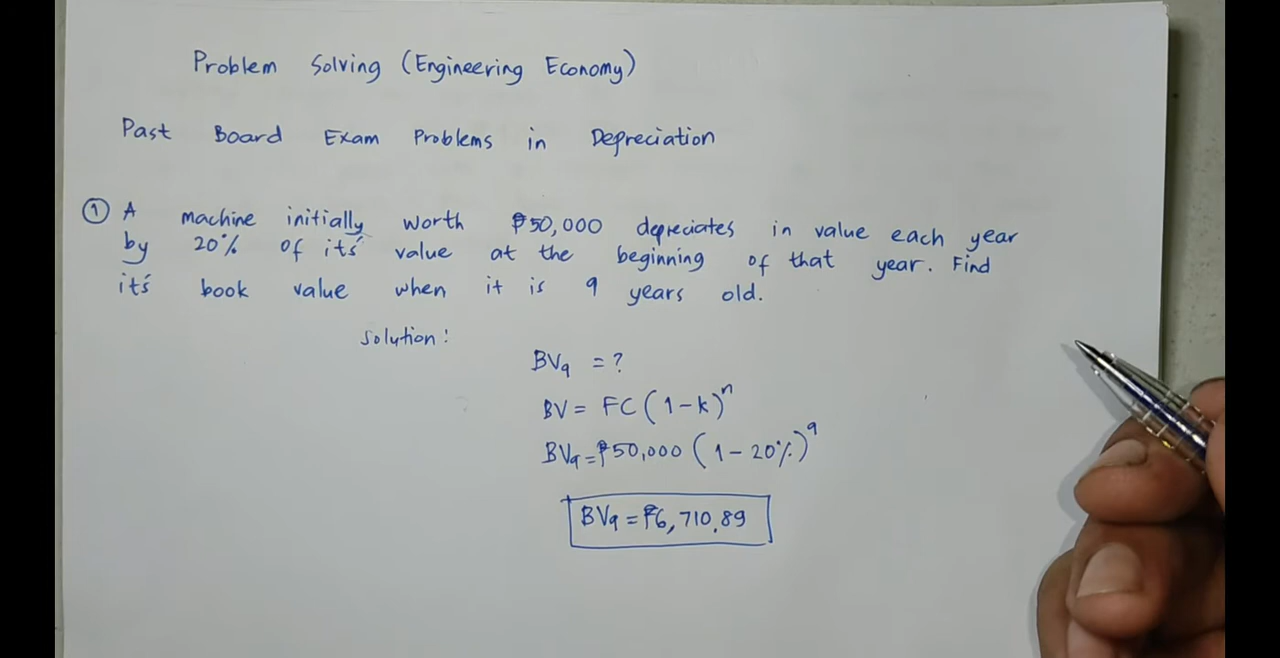 Problem Solving (Engineering Economy)
Past Board Exam Problems in Depreciation
① A machine initially worth ₱50,000 depreciates in value each year
by 20% of it's value at the beginning of that year. Find
it's book value when it is 9 years old.
Solution:
BV₉ = ?
BV = FC (1-k)ⁿ
BV₉ = ₱50,000 (1 - 20%)⁹
BV₉ = ₱6,710.89